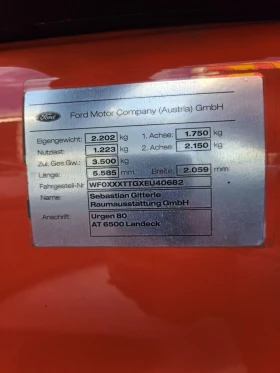 Ford Ford Motor Company (Austria) GmbH
Eigengewicht: 2.202 kg 1. Achse: 1.750 kg
Nutzlast: 1.223 kg 2. Achse: 2.150 kg
Zul. Ges.Gw.: 3.500 kg
Länge: 5.585 mm Breite: 2.059 mm
Fahrgestell-Nr WF0XXXTTGXEU40682
Name: Sebastian Gitterle
Raumausstattung GmbH
Anschrift: Urgen 80
AT 6500 Landeck